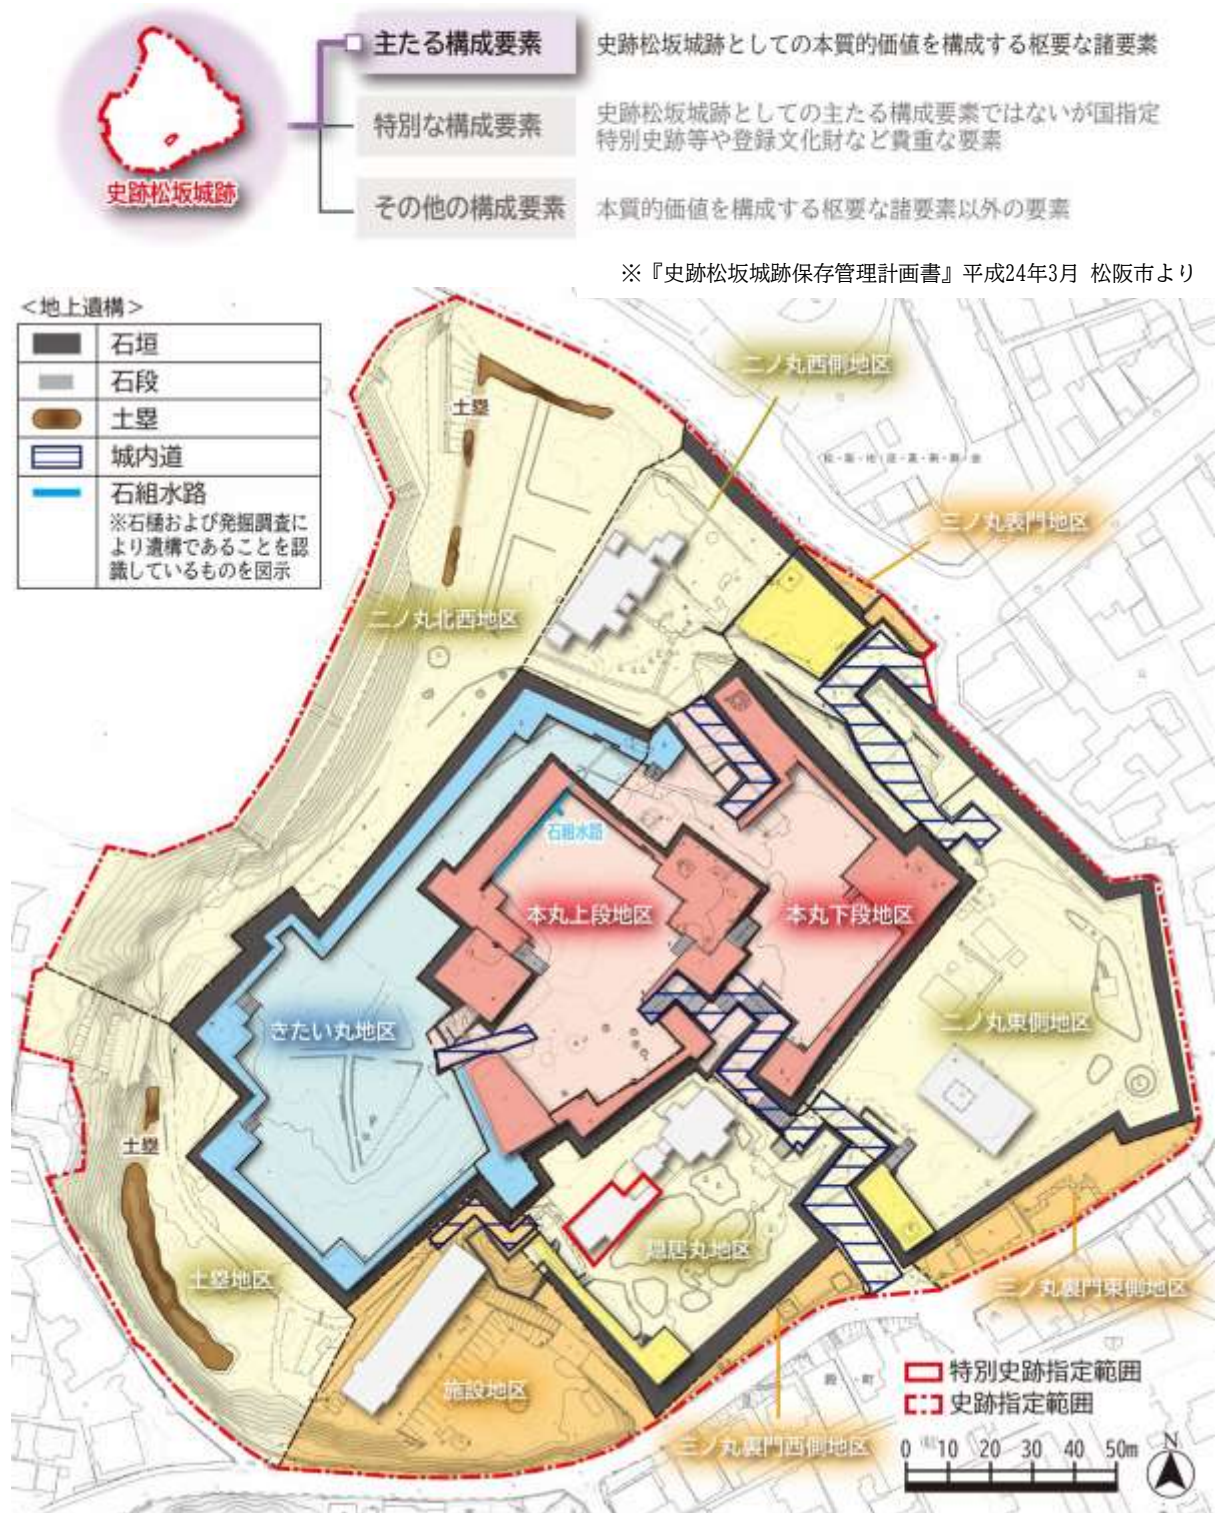 主たる構成要素
史跡松坂城跡としての本質的価値を構成する枢要な諸要素
特別な構成要素
史跡松坂城跡としての主たる構成要素ではないが国指定
特別史跡等や登録文化財など貴重な要素
史跡松坂城跡
その他の構成要素
本質的価値を構成する枢要な諸要素以外の要素
※『史跡松坂城跡保存管理計画書』平成24年3月 松阪市より
<地上遺構>
石垣
石段
土塁
城内道
石組水路
※石樋および発掘調査に
より遺構であることを認
識しているものを図示
二ノ丸西側地区
土塁
三ノ丸表門地区
二ノ丸北西地区
石組水路
本丸上段地区
本丸下段地区
きたい丸地区
二ノ丸東側地区
土塁
隠居丸地区
土塁地区
三ノ丸裏門東側地区
施設地区
殿・町
三ノ丸裏門西側地区
特別史跡指定範囲
史跡指定範囲
0 10 20 30 40 50m
N